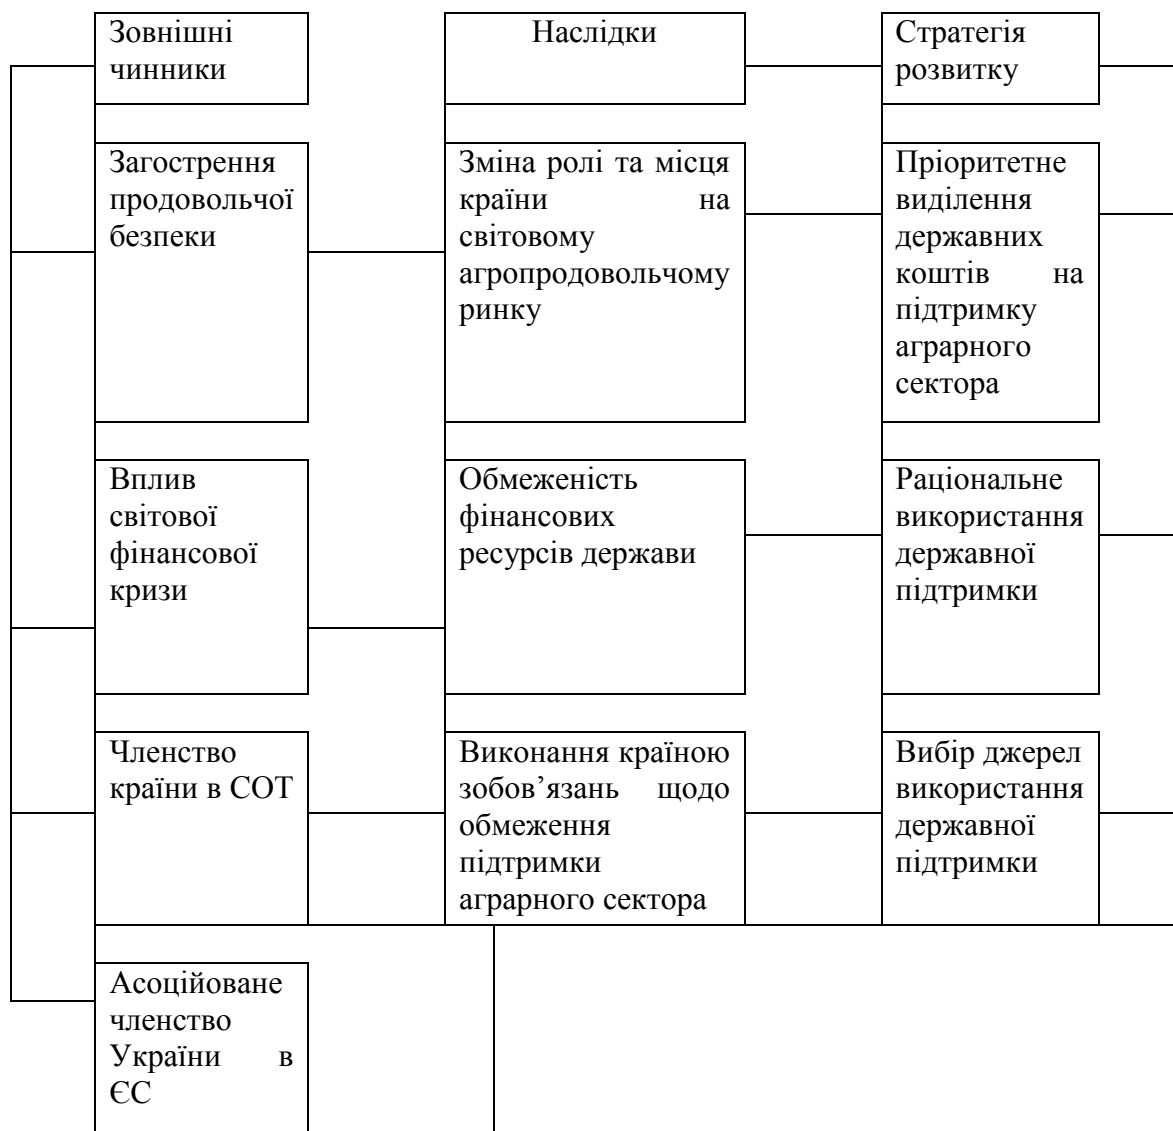 Зовнішні
чинники
Наслідки
Стратегія
розвитку
Загострення
продовольчої
безпеки
Зміна ролі та місця
країни на
світовому
агропродовольчому
ринку
Пріоритетне
виділення
державних
коштів на
підтримку
аграрного
сектора
Вплив
світової
фінансової
кризи
Обмеженість
фінансових
ресурсів держави
Раціональне
використання
державної
підтримки
Членство
країни в СОТ
Виконання країною
зобов’язань щодо
обмеження
підтримки
аграрного сектора
Вибір джерел
використання
державної
підтримки
Асоційоване
членство
України в
ЄС